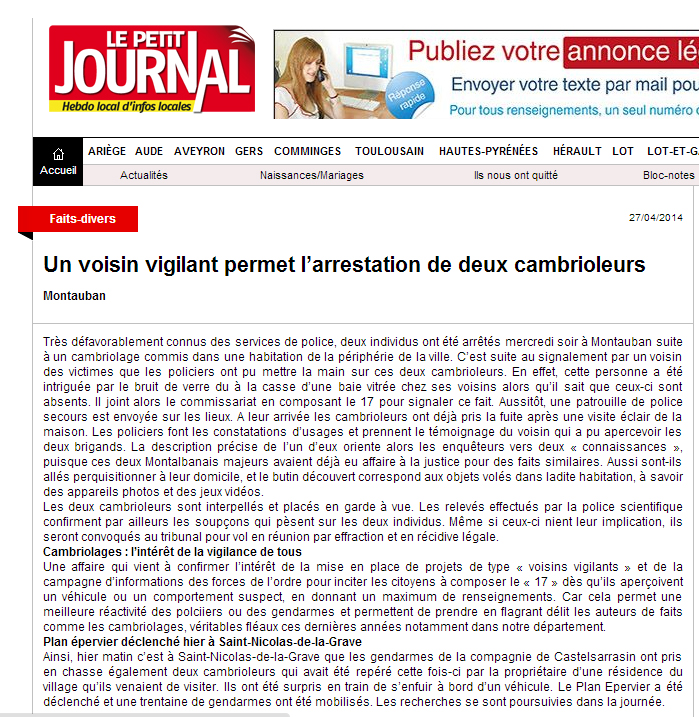 LE PETIT
JOURNAL
Hebdo local d'infos locales
Publiez votre annonce lé
Envoyer votre texte par mail pou
Réponse rapide
Pour tous renseignements, un seul numéro
Accueil
ARIÈGE AUDE AVEYRON GERS COMMINGES TOULOUSAIN HAUTES-PYRÉNÉES HÉRAULT LOT LOT-ET-GA
Actualités Naissances/Mariages Ils nous ont quitté Bloc-notes
Faits-divers
27/04/2014
Un voisin vigilant permet l'arrestation de deux cambrioleurs
Montauban
Très défavorablement connus des services de police, deux individus ont été arrêtés mercredi soir à Montauban suite
à un cambriolage commis dans une habitation de la périphérie de la ville. C'est suite au signalement par un voisin
des victimes que les policiers ont pu mettre la main sur ces deux cambrioleurs. En effet, cette personne a été
intriguée par le bruit de verre du à la casse d'une baie vitrée chez ses voisins alors qu'il sait que ceux-ci sont
absents. Il joint alors le commissariat en composant le 17 pour signaler ce fait. Aussitôt, une patrouille de police
secours est envoyée sur les lieux. A leur arrivée les cambrioleurs ont déjà pris la fuite après une visite éclair de la
maison. Les policiers font les constatations d'usages et prennent le témoignage du voisin qui a pu apercevoir les
deux brigands. La description précise de l'un d'eux oriente alors les enquêteurs vers deux « connaissances »,
puisque ces deux Montalbanais majeurs avaient déjà eu affaire à la justice pour des faits similaires. Aussi sont-ils
allés perquisitionner à leur domicile, et le butin découvert correspond aux objets volés dans ladite habitation, à savoir
des appareils photos et des jeux vidéos.
Les deux cambrioleurs sont interpellés et placés en garde à vue. Les relevés effectués par la police scientifique
confirment par ailleurs les soupçons qui pèsent sur les deux individus. Même si ceux-ci nient leur implication, ils
seront convoqués au tribunal pour vol en réunion par effraction et en récidive légale.
Cambriolages : l'intérêt de la vigilance de tous
Une affaire qui vient à confirmer l'intérêt de la mise en place de projets de type « voisins vigilants » et de la
campagne d'informations des forces de l'ordre pour inciter les citoyens à composer le « 17 » dès qu'ils aperçoivent
un véhicule ou un comportement suspect, en donnant un maximum de renseignements. Car cela permet une
meilleure réactivité des polciiers ou des gendarmes et permettent de prendre en flagrant délit les auteurs de faits
comme les cambriolages, véritables fléaux ces dernières années notamment dans notre département.
Plan épervier déclenché hier à Saint-Nicolas-de-la-Grave
Ainsi, hier matin c'est à Saint-Nicolas-de-la-Grave que les gendarmes de la compagnie de Castelsarrasin ont pris
en chasse également deux cambrioleurs qui avait été repéré cette fois-ci par la propriétaire d'une résidence du
village qu'ils venaient de visiter. Ils ont été surpris en train de s'enfuir à bord d'un véhicule. Le Plan Epervier a été
déclenché et une trentaine de gendarmes ont été mobilisés. Les recherches se sont poursuivies dans la journée.